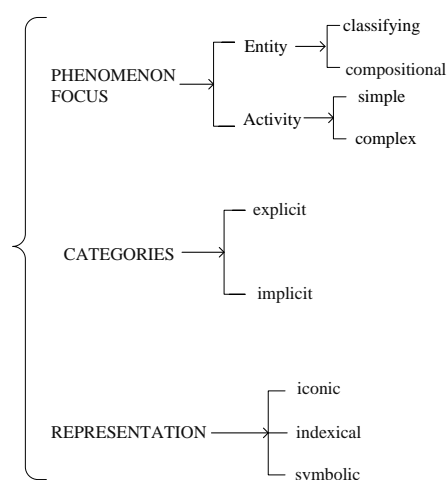 classifying
Entity
compositional
PHENOMENON
FOCUS
simple
Activity
complex
explicit
CATEGORIES
implicit
iconic
REPRESENTATION
indexical
symbolic